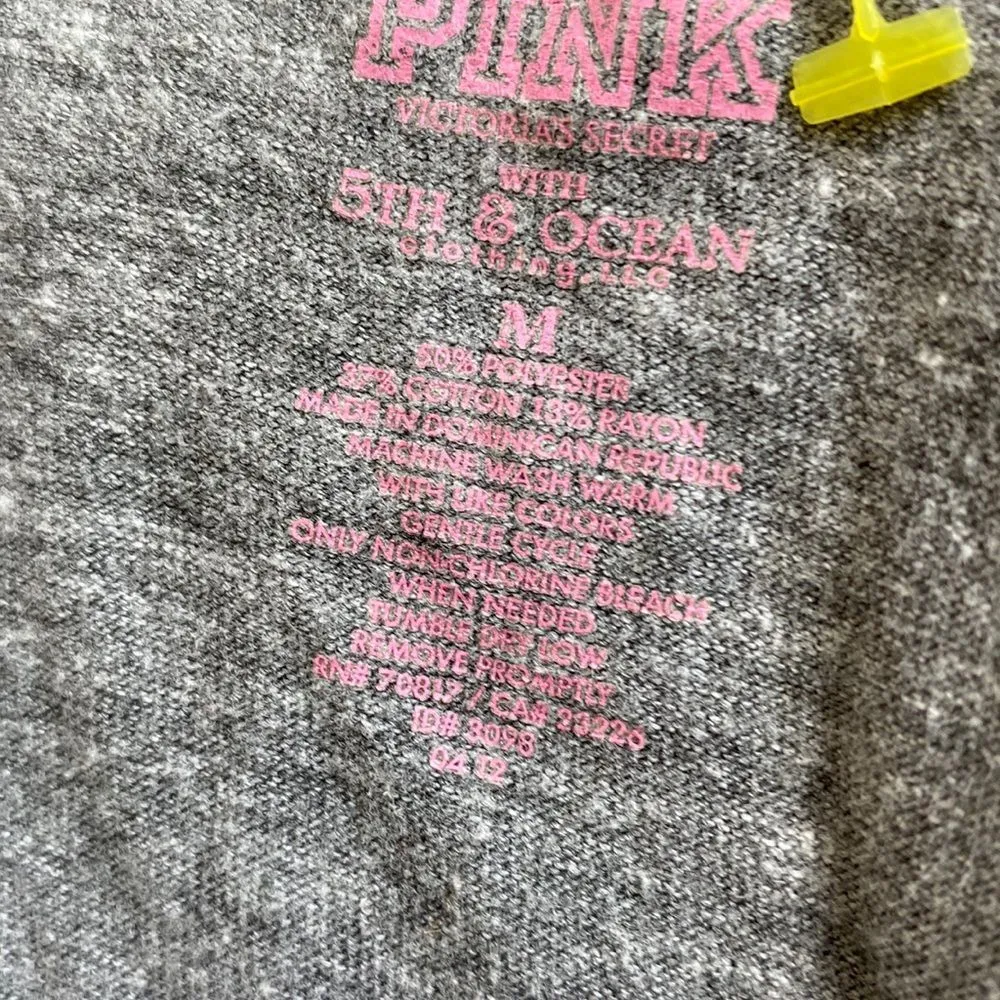 PINK
VICTORIA'S SECRET
WITH
5TH & OCEAN
clothing,LLC
M
50% POLYESTER
37% COTTON 13% RAYON
MADE IN DOMINICAN REPUBLIC
MACHINE WASH WARM
WITH LIKE COLORS
GENTLE CYCLE
ONLY NON-CHLORINE BLEACH
WHEN NEEDED
TUMBLE DRY LOW
REMOVE PROMPTLY
RN# 70817 / CA# 23226
ID# 3098
04 12